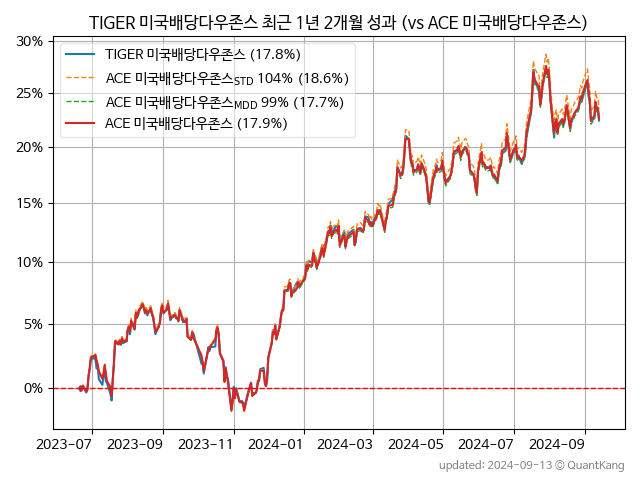 TIGER 미국배당다우존스 최근 1년 2개월 성과 (vs ACE 미국배당다우존스)
30%
25%
20%
15%
10%
5%
0%
TIGER 미국배당다우존스 (17.8%)
ACE 미국배당다우존스STD 104% (18.6%)
ACE 미국배당다우존스MDD 99% (17.7%)
ACE 미국배당다우존스 (17.9%)
2023-07 2023-09 2023-11 2024-01 2024-03 2024-05 2024-07 2024-09
updated: 2024-09-13 © QuantKang